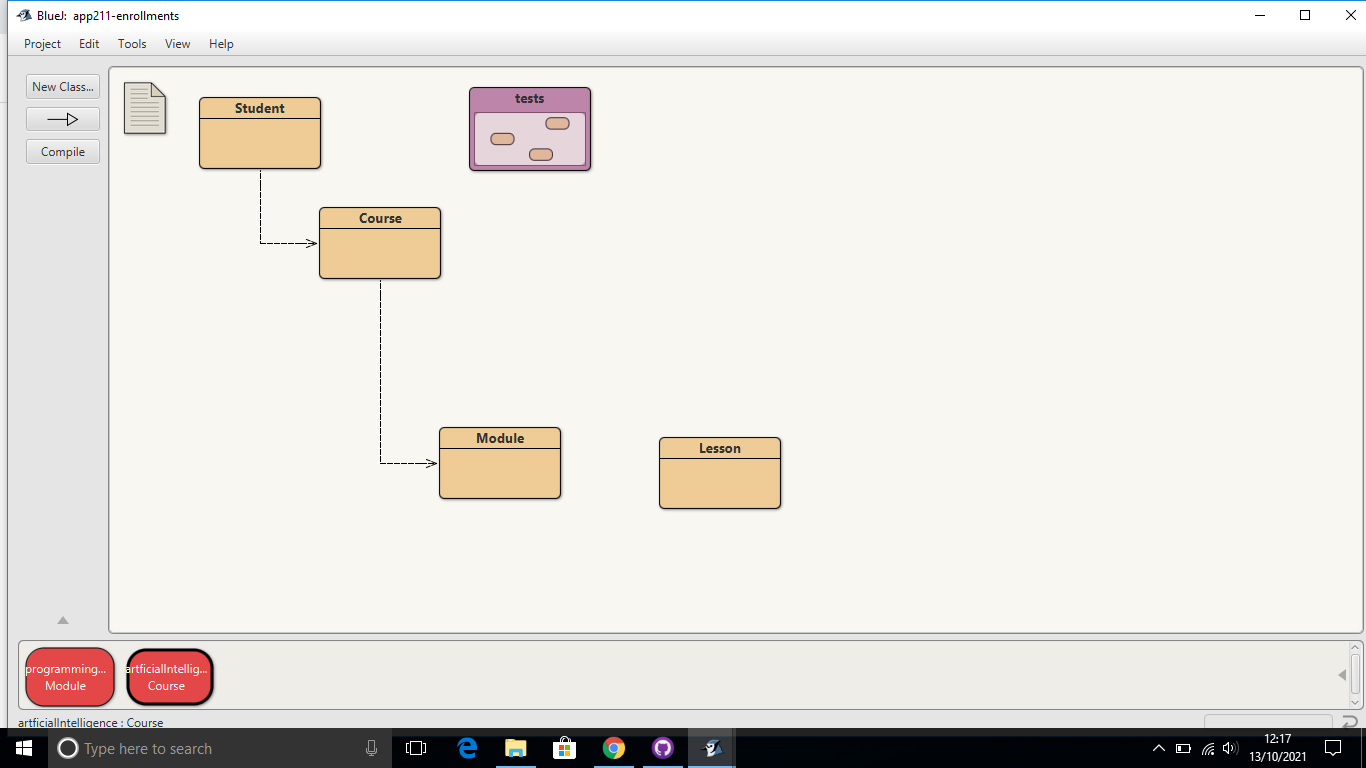 BlueJ: app211-enrollments
Project Edit Tools View Help
New Class...
Compile
Student
tests
Course
Module
Lesson
programming...
Module
artficialIntellig...
Course
artficialIntelligence : Course
Type here to search
12:17
13/10/2021